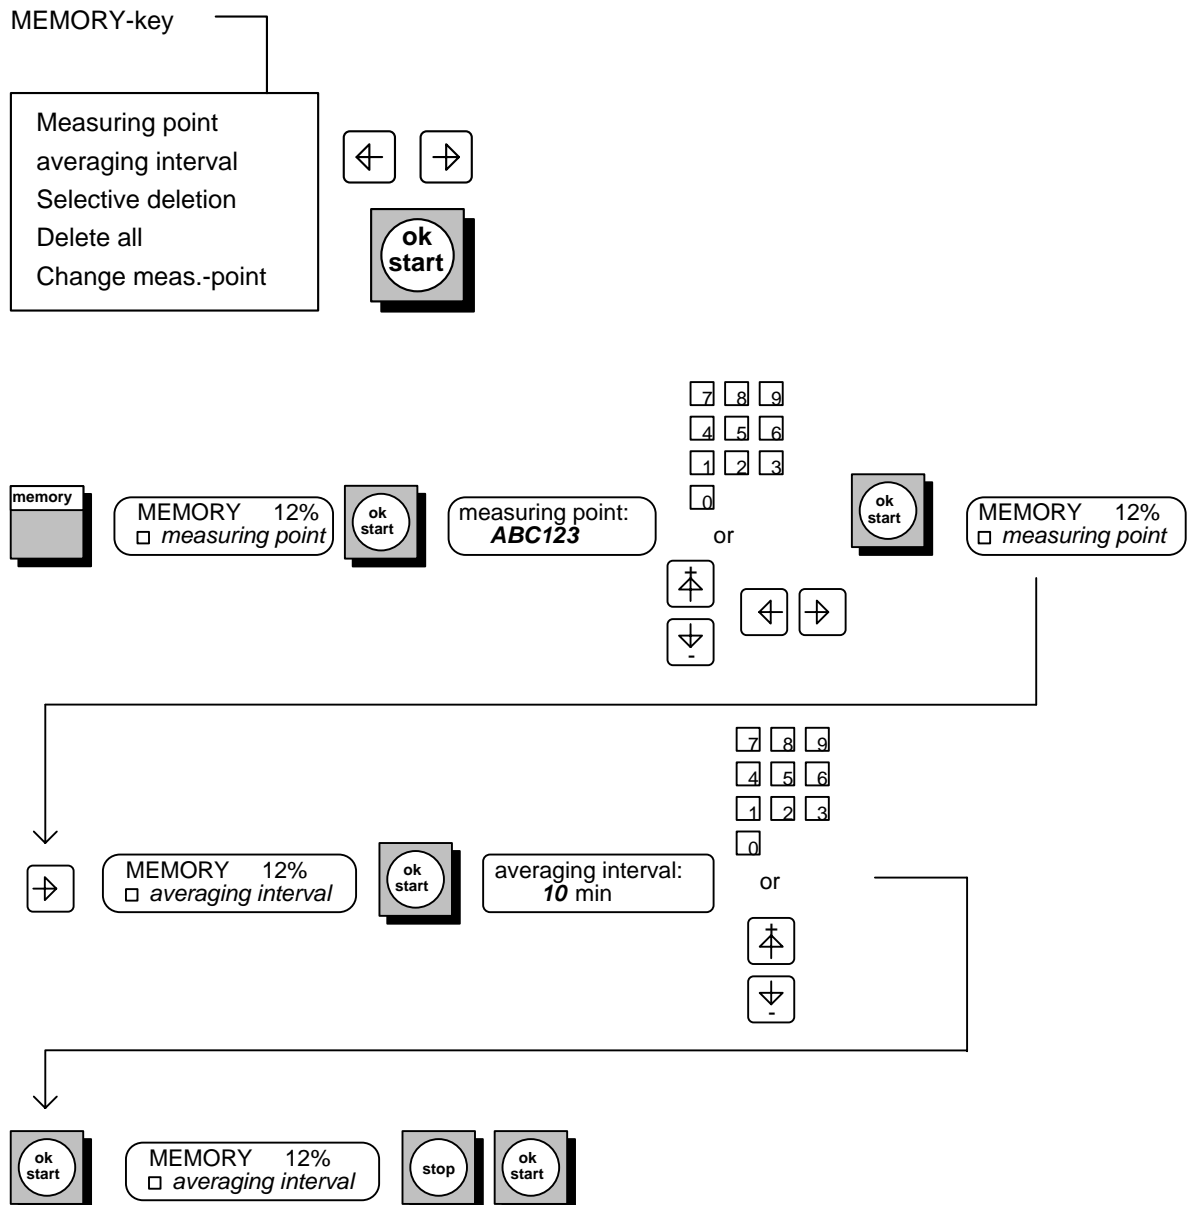 MEMORY-key
Measuring point
averaging interval
Selective deletion
Delete all
Change meas.-point
ok
start
7 8 9
4 5 6
1 2 3
0
or
+
-
memory
MEMORY 12%
measuring point
ok
start
measuring point:
ABC123
ok
start
MEMORY 12%
measuring point
7 8 9
4 5 6
1 2 3
0
or
+
-
MEMORY 12%
averaging interval
ok
start
averaging interval:
10 min
ok
start
MEMORY 12%
averaging interval
stop
ok
start